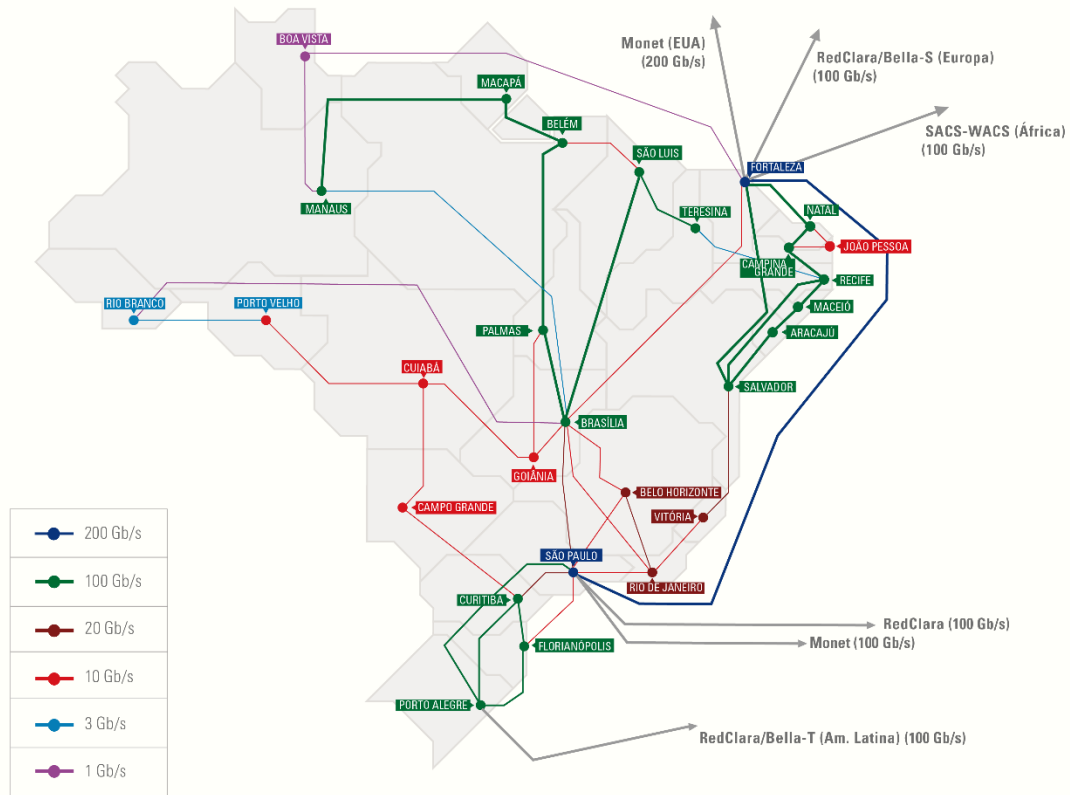 Monet (EUA)
(200 Gb/s)
RedClara/Bella-S (Europa)
(100 Gb/s)
SACS-WACS (África)
(100 Gb/s)
BOA VISTA
MACAPÁ
BELÉM
SÃO LUIS
FORTALEZA
MANAUS
TERESINA
NATAL
JOÃO PESSOA
CAMPINA
GRANDE
RECIFE
RIO BRANCO
PORTO VELHO
MACEIÓ
PALMAS
ARACAJÚ
CUIABÁ
SALVADOR
BRASÍLIA
GOIÂNIA
BELO HORIZONTE
CAMPO GRANDE
VITÓRIA
SÃO PAULO
RIO DE JANEIRO
CURITIBA
RedClara (100 Gb/s)
FLORIANÓPOLIS
Monet (100 Gb/s)
PORTO ALEGRE
RedClara/Bella-T (Am. Latina) (100 Gb/s)
200 Gb/s
100 Gb/s
20 Gb/s
10 Gb/s
3 Gb/s
1 Gb/s